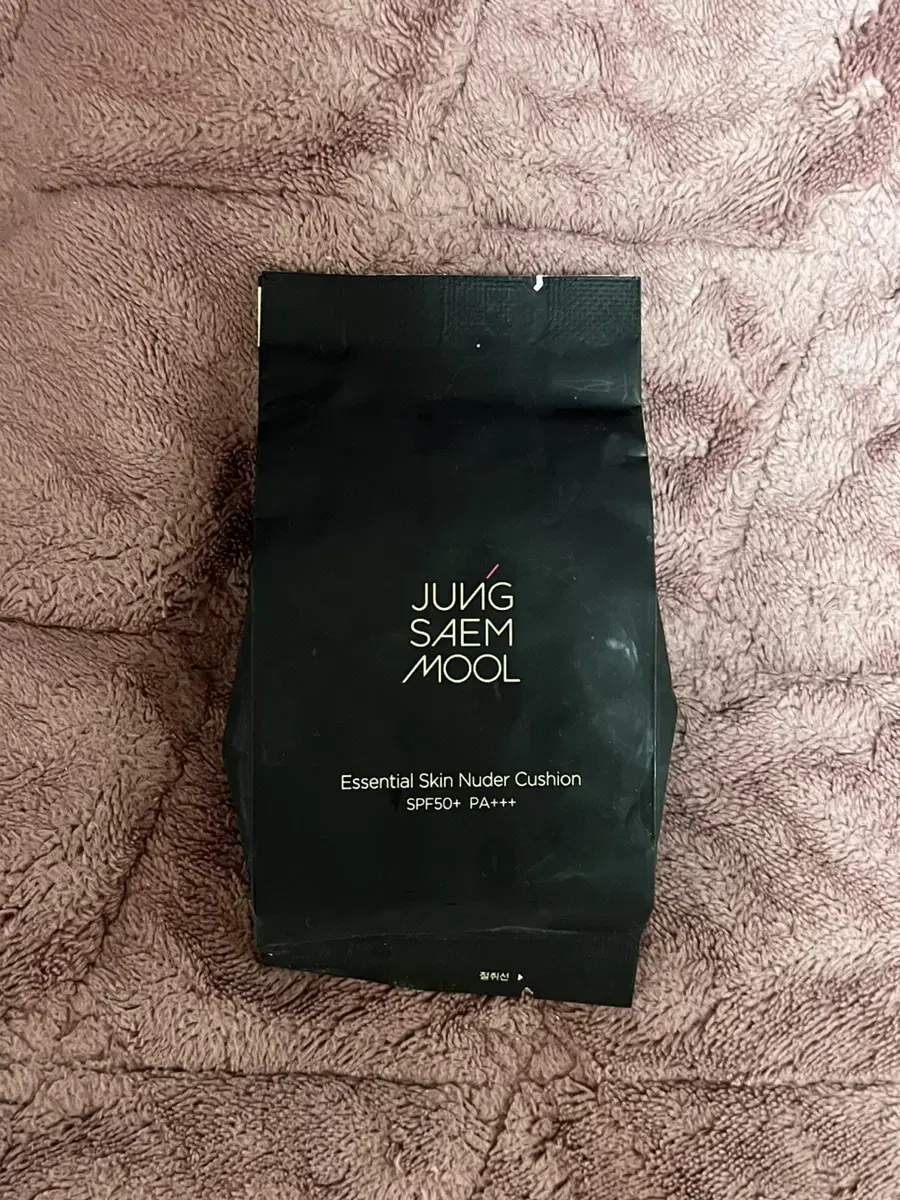 JUNG
SAEM
MOOL
Essential Skin Nuder Cushion
SPF50+ PA+++
절취선